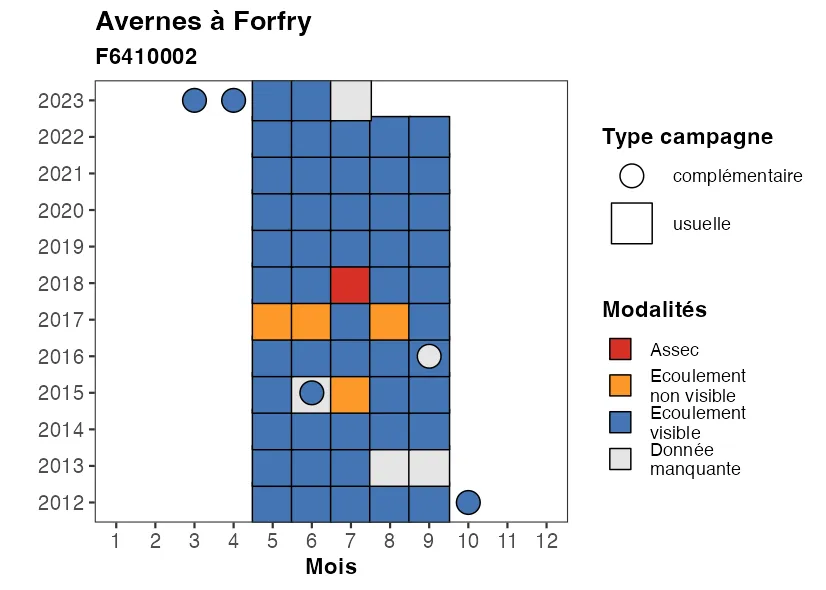 Avernes à Forfry
F6410002
2023
2022
2021
2020
2019
2018
2017
2016
2015
2014
2013
2012
1 2 3 4 5 6 7 8 9 10 11 12
Mois
Type campagne
complémentaire
usuelle
Modalités
Assec
Ecoulement
non visible
Ecoulement
visible
Donnée
manquante